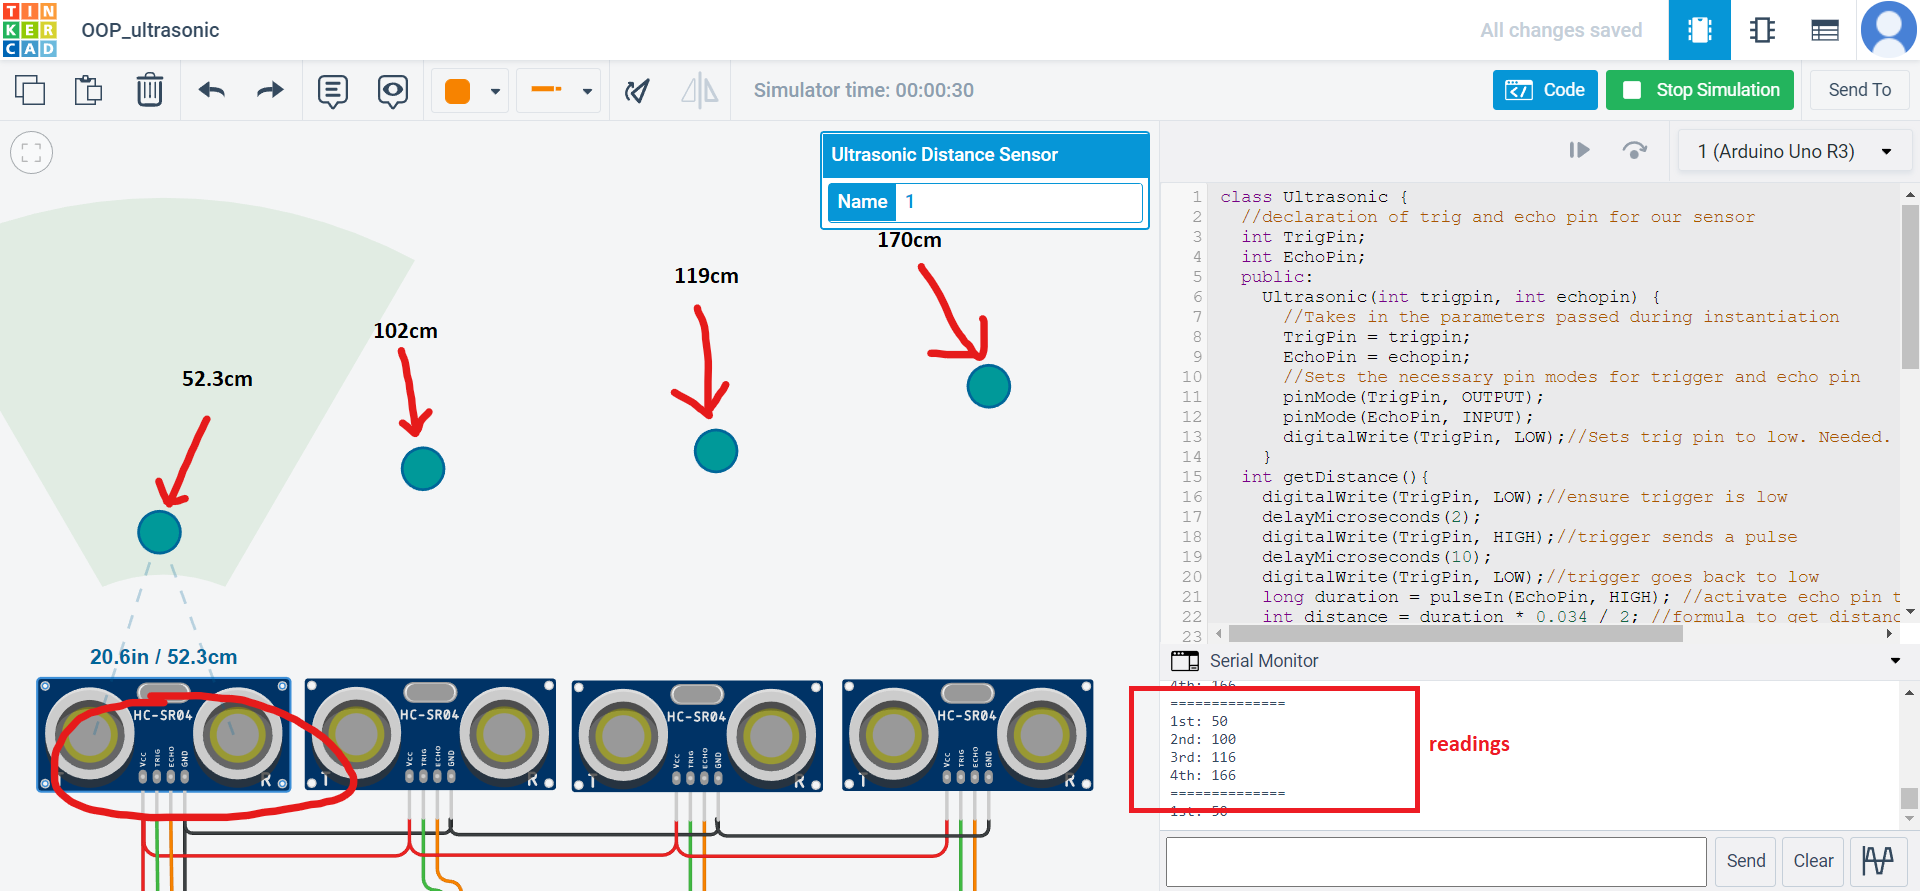 TIN
KER
CAD
OOP_ultrasonic
All changes saved
Simulator time: 00:00:30
Code
Stop Simulation
Send To
Ultrasonic Distance Sensor
Name 1
170cm
119cm
102cm
52.3cm
20.6in / 52.3cm
HC-SR04
Vcc TRIG ECHO GND
R
HC-SR04
Vcc TRIG ECHO GND
T R
HC-SR04
Vcc TRIG ECHO GND
T R
HC-SR04
Vcc TRIG ECHO GND
T R
1 (Arduino Uno R3)
1 class Ultrasonic {
2 //declaration of trig and echo pin for our sensor
3 int TrigPin;
4 int EchoPin;
5 public:
6 Ultrasonic(int trigpin, int echopin) {
7 //Takes in the parameters passed during instantiation
8 TrigPin = trigpin;
9 EchoPin = echopin;
10 //Sets the necessary pin modes for trigger and echo pin
11 pinMode(TrigPin, OUTPUT);
12 pinMode(EchoPin, INPUT);
13 digitalWrite(TrigPin, LOW);//Sets trig pin to low. Needed.
14 }
15 int getDistance(){
16 digitalWrite(TrigPin, LOW);//ensure trigger is low
17 delayMicroseconds(2);
18 digitalWrite(TrigPin, HIGH);//trigger sends a pulse
19 delayMicroseconds(10);
20 digitalWrite(TrigPin, LOW);//trigger goes back to low
21 long duration = pulseIn(EchoPin, HIGH); //activate echo pin t
22 int distance = duration * 0.034 / 2; //formula to get distanc
23
Serial Monitor
4th: 166
==============
1st: 50
2nd: 100
3rd: 116
4th: 166
==============
1st: 50
readings
Send
Clear